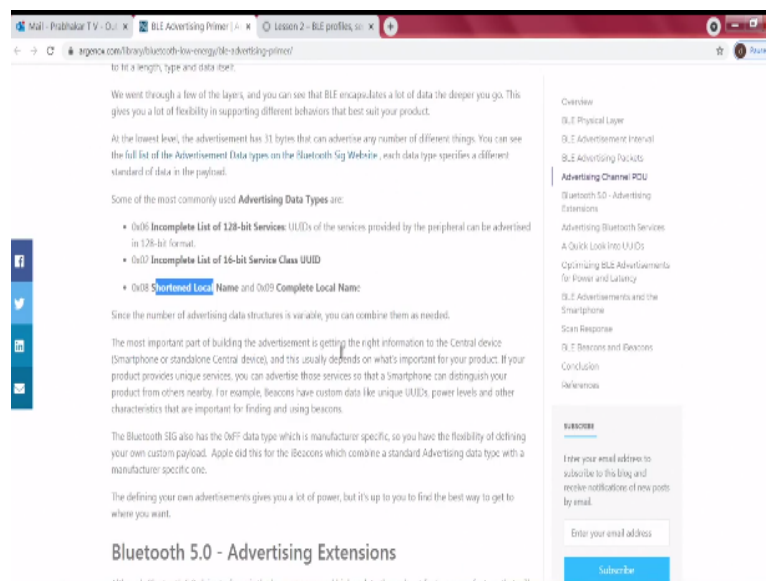 Mail - Prabhakar T V - Out
BLE Advertising Primer | Ar
Lesson 2 – BLE profiles, se
argenox.com/library/bluetooth-low-energy/ble-advertising-primer/
to fit a length, type and data itself.
We went through a few of the layers, and you can see that BLE encapsulates a lot of data the deeper you go. This
gives you a lot of flexibility in supporting different behaviors that best suit your product.
At the lowest level, the advertisement has 31 bytes that can advertise any number of different things. You can see
the full list of the Advertisement Data types on the Bluetooth Sig Website , each data type specifies a different
standard of data in the payload.
Some of the most commonly used Advertising Data Types are:
• 0x06 Incomplete List of 128-bit Services: UUIDs of the services provided by the peripheral can be advertised
in 128-bit format.
• 0x02 Incomplete List of 16-bit Service Class UUID
• 0x08 Shortened Local Name and 0x09 Complete Local Name
Since the number of advertising data structures is variable, you can combine them as needed.
The most important part of building the advertisement is getting the right information to the Central device
(Smartphone or standalone Central device), and this usually depends on what's important for your product. If your
product provides unique services, you can advertise those services so that a Smartphone can distinguish your
product from others nearby. For example, Beacons have custom data like unique UUIDs, power levels and other
characteristics that are important for finding and using beacons.
The Bluetooth SIG also has the 0xFF data type which is manufacturer specific, so you have the flexibility of defining
your own custom payload. Apple did this for the iBeacons which combine a standard Advertising data type with a
manufacturer specific one.
The defining your own advertisements gives you a lot of power, but it's up to you to find the best way to get to
where you want.
Bluetooth 5.0 - Advertising Extensions
Overview
BLE Physical Layer
BLE Advertisement Interval
BLE Advertising Packets
Advertising Channel PDU
Bluetooth 5.0 - Advertising
Extensions
Advertising Bluetooth Services
A Quick Look into UUIDs
Optimizing BLE Advertisements
for Power and Latency
BLE Advertisements and the
Smartphone
Scan Response
BLE Beacons and iBeacons
Conclusion
References
SUBSCRIBE
Enter your email address to
subscribe to this blog and
receive notifications of new posts
by email.
Enter your email address
Subscribe